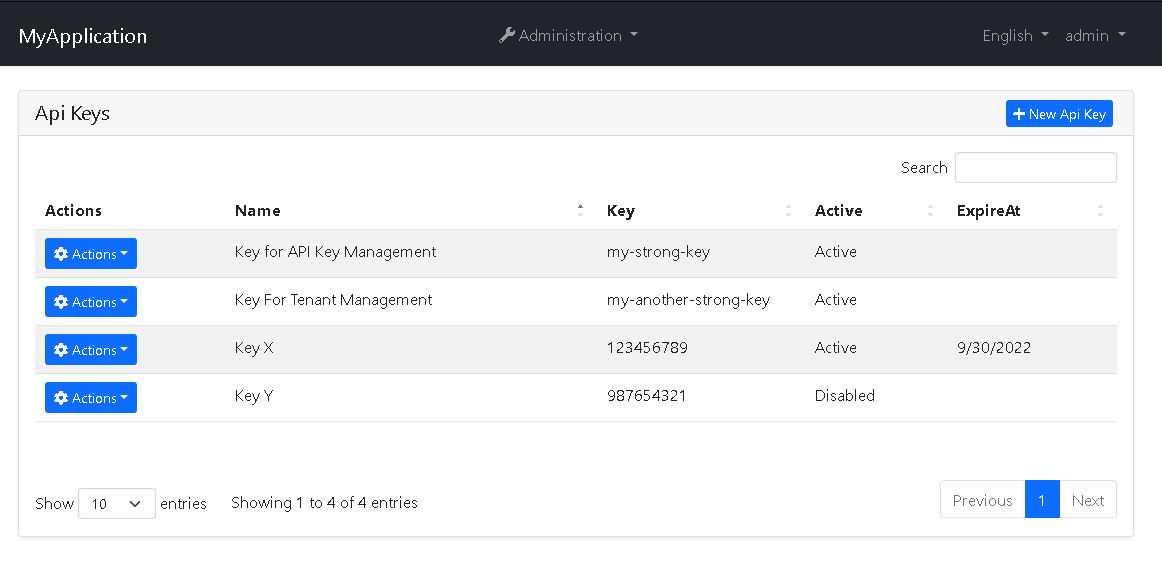 MyApplication Administration English admin
Api Keys New Api Key
Search
Actions Name Key Active ExpireAt
Actions Key for API Key Management my-strong-key Active
Actions Key For Tenant Management my-another-strong-key Active
Actions Key X 123456789 Active 9/30/2022
Actions Key Y 987654321 Disabled
Show 10 entries Showing 1 to 4 of 4 entries Previous 1 Next